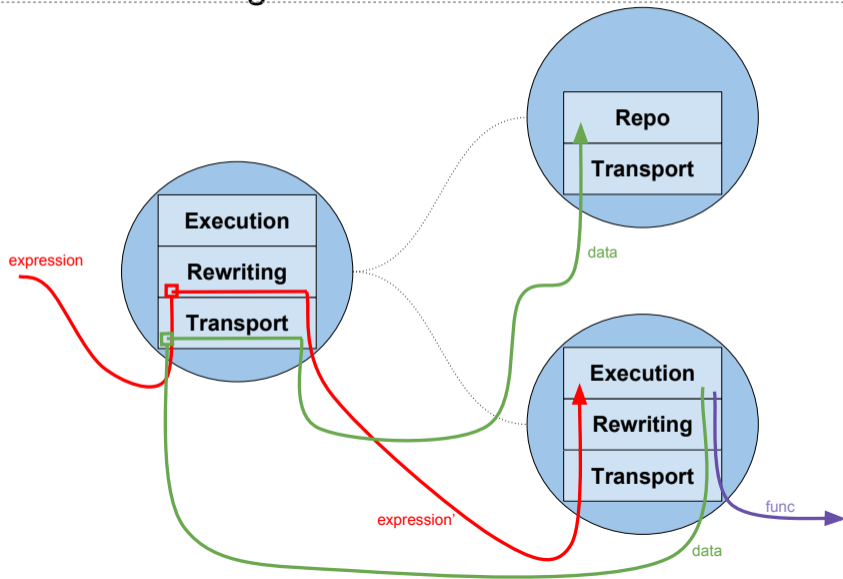 Repo
Transport
data
Execution
Rewriting
Transport
expression
Execution
Rewriting
Transport
expression’
func
data